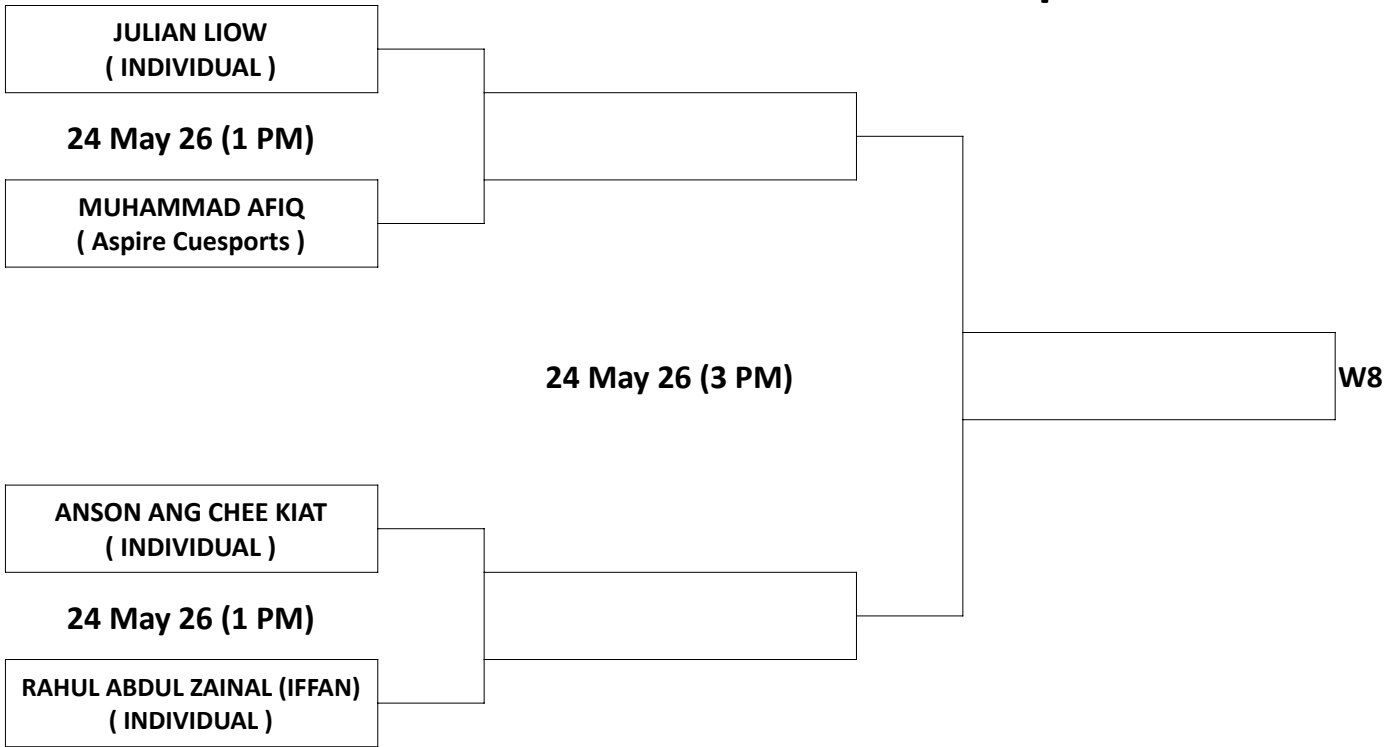 JULIAN LIOW
( INDIVIDUAL )
24 May 26 (1 PM)
MUHAMMAD AFIQ
( Aspire Cuesports )
24 May 26 (3 PM)
W8
ANSON ANG CHEE KIAT
( INDIVIDUAL )
24 May 26 (1 PM)
RAHUL ABDUL ZAINAL (IFFAN)
( INDIVIDUAL )